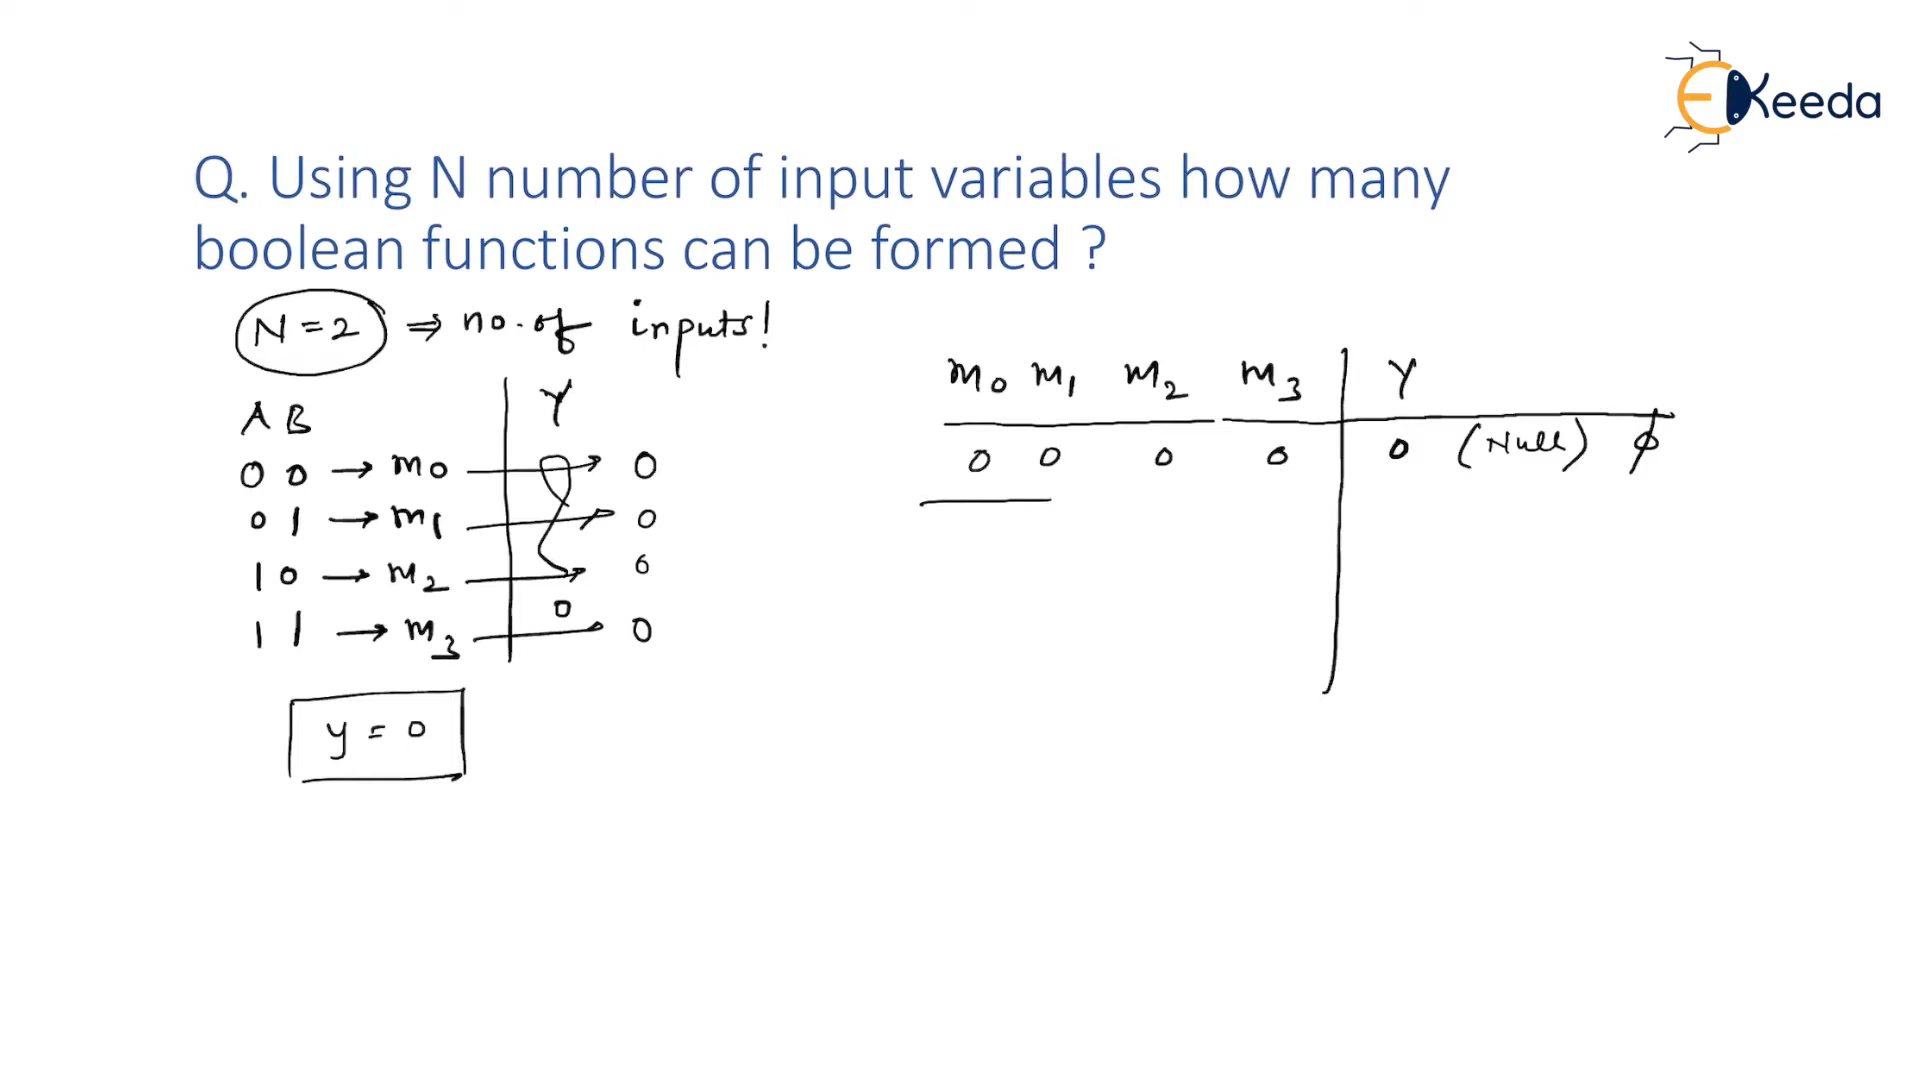 EKeeda
Q. Using N number of input variables how many
boolean functions can be formed ?
N = 2 ⇒ no. of inputs!
A B Y
0 0 → m0 → 0
0 1 → m1 → 0
1 0 → m2 → 0
1 1 → m3 0 0
y = 0
m0 m1 m2 m3 Y
0 0 0 0 0 (Null) ϕ